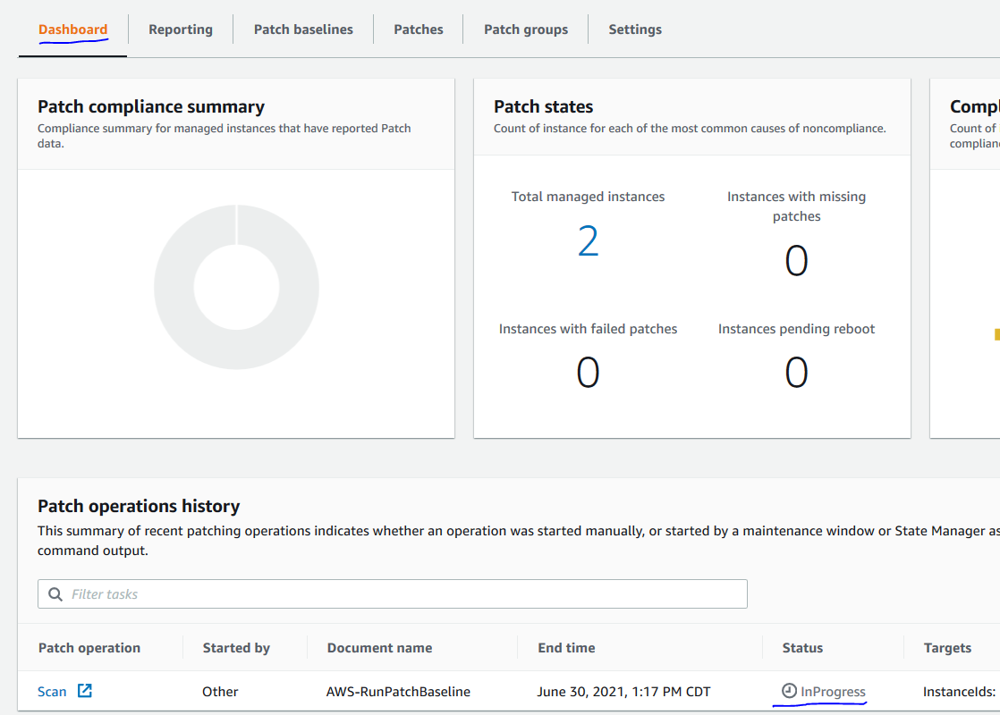 Dashboard Reporting Patch baselines Patches Patch groups Settings
Patch compliance summary
Compliance summary for managed instances that have reported Patch
data.
Patch states
Count of instance for each of the most common causes of noncompliance.
Total managed instances
2
Instances with missing
patches
0
Instances with failed patches
0
Instances pending reboot
0
Compl
Count of
complian
Patch operations history
This summary of recent patching operations indicates whether an operation was started manually, or started by a maintenance window or State Manager as
command output.
Filter tasks
Patch operation Started by Document name End time Status Targets
Scan Other AWS-RunPatchBaseline June 30, 2021, 1:17 PM CDT InProgress InstanceIds: